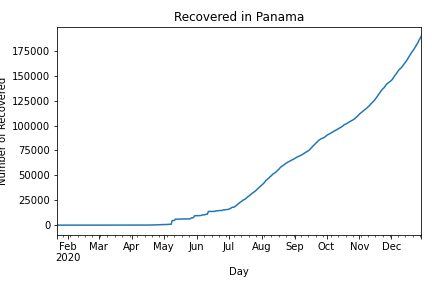 Recovered in Panama
Number of Recovered
175000
150000
125000
100000
75000
50000
25000
0
Feb Mar Apr May Jun Jul Aug Sep Oct Nov Dec
2020
Day